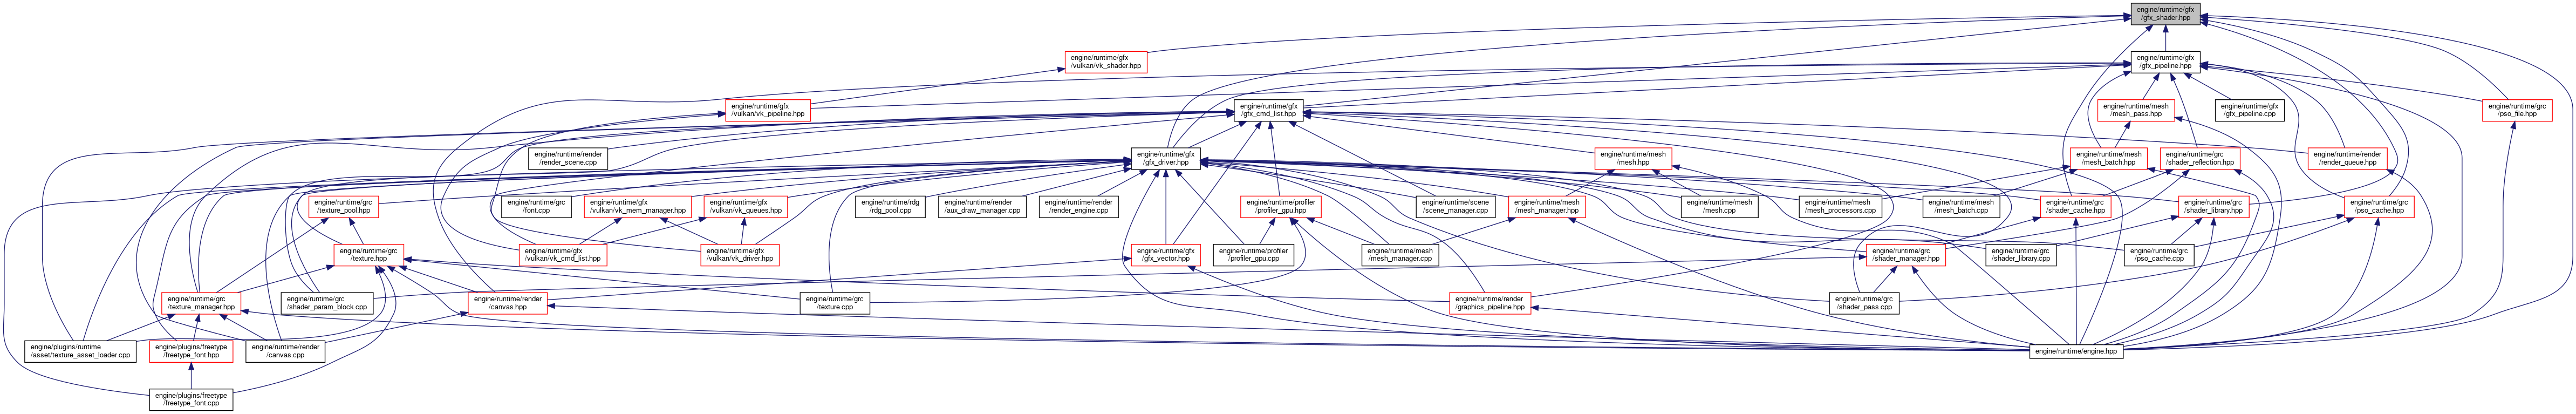 engine/runtime/gfx
/gfx_shader.hpp
engine/runtime/gfx
/vulkan/vk_shader.hpp
engine/runtime/gfx
/gfx_pipeline.hpp
engine/runtime/gfx
/vulkan/vk_pipeline.hpp
engine/runtime/gfx
/gfx_cmd_list.hpp
engine/runtime/mesh
/mesh_pass.hpp
engine/runtime/gfx
/gfx_pipeline.cpp
engine/runtime/grc
/pso_file.hpp
engine/runtime/render
/render_scene.cpp
engine/runtime/gfx
/gfx_driver.hpp
engine/runtime/mesh
/mesh.hpp
engine/runtime/mesh
/mesh_batch.hpp
engine/runtime/grc
/shader_reflection.hpp
engine/runtime/render
/render_queue.hpp
engine/runtime/grc
/texture_pool.hpp
engine/runtime/grc
/font.cpp
engine/runtime/gfx
/vulkan/vk_mem_manager.hpp
engine/runtime/gfx
/vulkan/vk_queues.hpp
engine/runtime/rdg
/rdg_pool.cpp
engine/runtime/render
/aux_draw_manager.cpp
engine/runtime/render
/render_engine.cpp
engine/runtime/profiler
/profiler_gpu.hpp
engine/runtime/scene
/scene_manager.cpp
engine/runtime/mesh
/mesh_manager.hpp
engine/runtime/mesh
/mesh.cpp
engine/runtime/mesh
/mesh_processors.cpp
engine/runtime/mesh
/mesh_batch.cpp
engine/runtime/grc
/shader_cache.hpp
engine/runtime/grc
/shader_library.hpp
engine/runtime/grc
/pso_cache.hpp
engine/runtime/grc
/texture.hpp
engine/runtime/gfx
/vulkan/vk_cmd_list.hpp
engine/runtime/gfx
/vulkan/vk_driver.hpp
engine/runtime/gfx
/gfx_vector.hpp
engine/runtime/profiler
/profiler_gpu.cpp
engine/runtime/mesh
/mesh_manager.cpp
engine/runtime/grc
/shader_manager.hpp
engine/runtime/grc
/shader_library.cpp
engine/runtime/grc
/pso_cache.cpp
engine/runtime/grc
/texture_manager.hpp
engine/runtime/grc
/shader_param_block.cpp
engine/runtime/render
/canvas.hpp
engine/runtime/grc
/texture.cpp
engine/runtime/render
/graphics_pipeline.hpp
engine/runtime/grc
/shader_pass.cpp
engine/plugins/runtime
/asset/texture_asset_loader.cpp
engine/plugins/freetype
/freetype_font.hpp
engine/runtime/render
/canvas.cpp
engine/runtime/engine.hpp
engine/plugins/freetype
/freetype_font.cpp